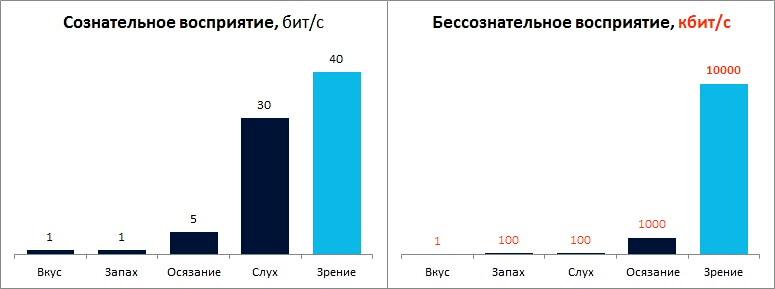 Сознательное восприятие, бит/с
40
30
5
1
1
Вкус
Запах
Осязание
Слух
Зрение
Бессознательное восприятие, кбит/с
10000
1000
100
100
1
Вкус
Запах
Слух
Осязание
Зрение